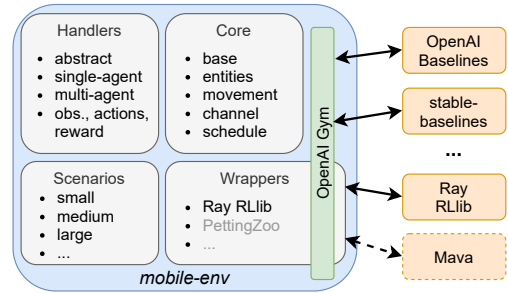 Handlers
• abstract
• single-agent
• multi-agent
• obs., actions,
reward
Core
• base
• entities
• movement
• channel
• schedule
Scenarios
• small
• medium
• large
• ...
Wrappers
• Ray RLlib
• PettingZoo
• ...
OpenAI Gym
mobile-env
OpenAI
Baselines
stable-
baselines
...
Ray
RLlib
Mava